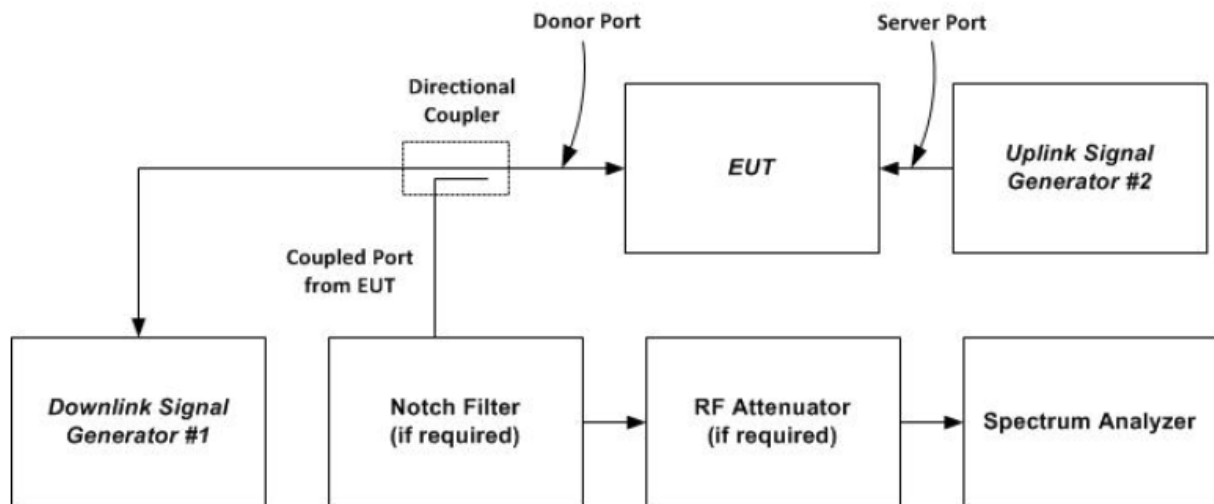 Donor Port
Server Port
Directional
Coupler
EUT
Uplink Signal
Generator #2
Coupled Port
from EUT
Downlink Signal
Generator #1
Notch Filter
(if required)
RF Attenuator
(if required)
Spectrum Analyzer